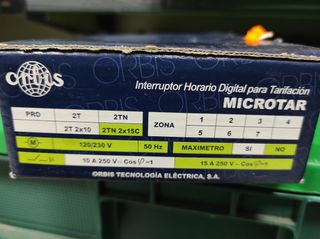 orbis
Interruptor Horario Digital para Tarifación
MICROTAR
PRO 2T 2TN
2T 2x10 2TN 2x15C
ZONA 1 2 3 4
5 6 7
M 120/230 V 50 Hz
MAXIMETRO SI NO
10 A 250 V~ Cos φ=1
15 A 250 V~ Cos φ=1
ORBIS TECNOLOGÍA ELÉCTRICA, S.A.